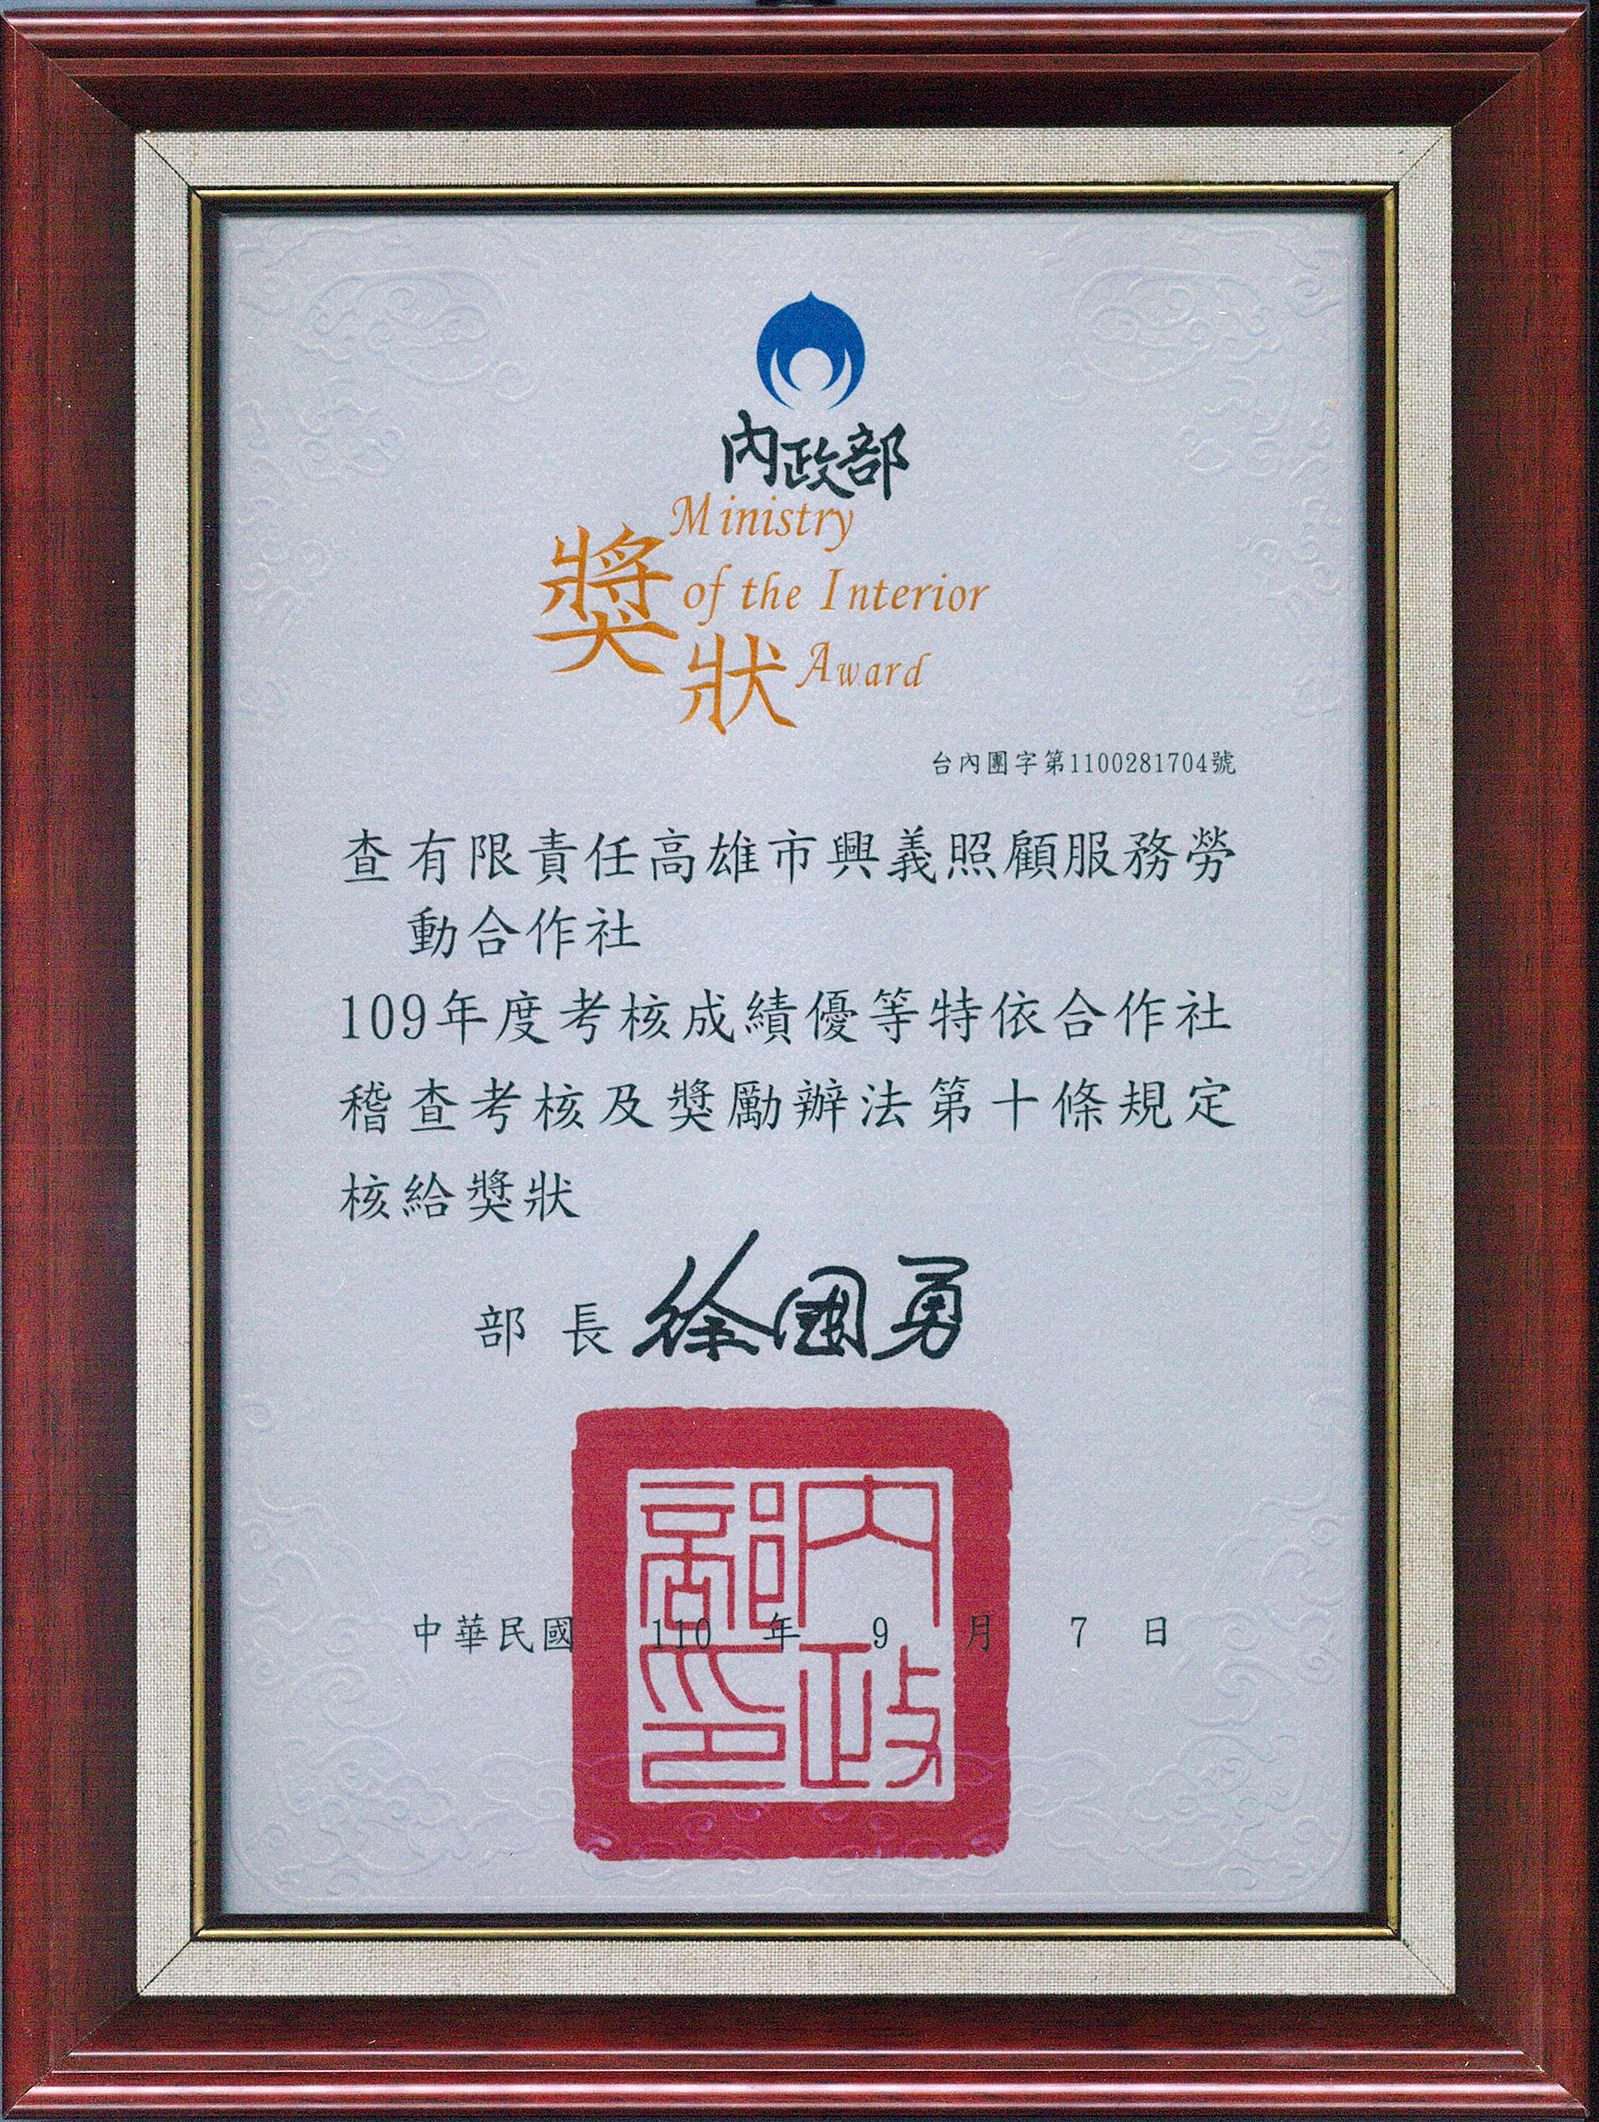 內政部
Ministry
of the Interior
Award
獎狀
台內團字第1100281704號
查有限責任高雄市興義照顧服務勞
動合作社
109年度考核成績優等特依合作社
稽查考核及獎勵辦法第十條規定
核給獎狀
部長 徐國勇
內政部印
中華民國 110 年 9 月 7 日